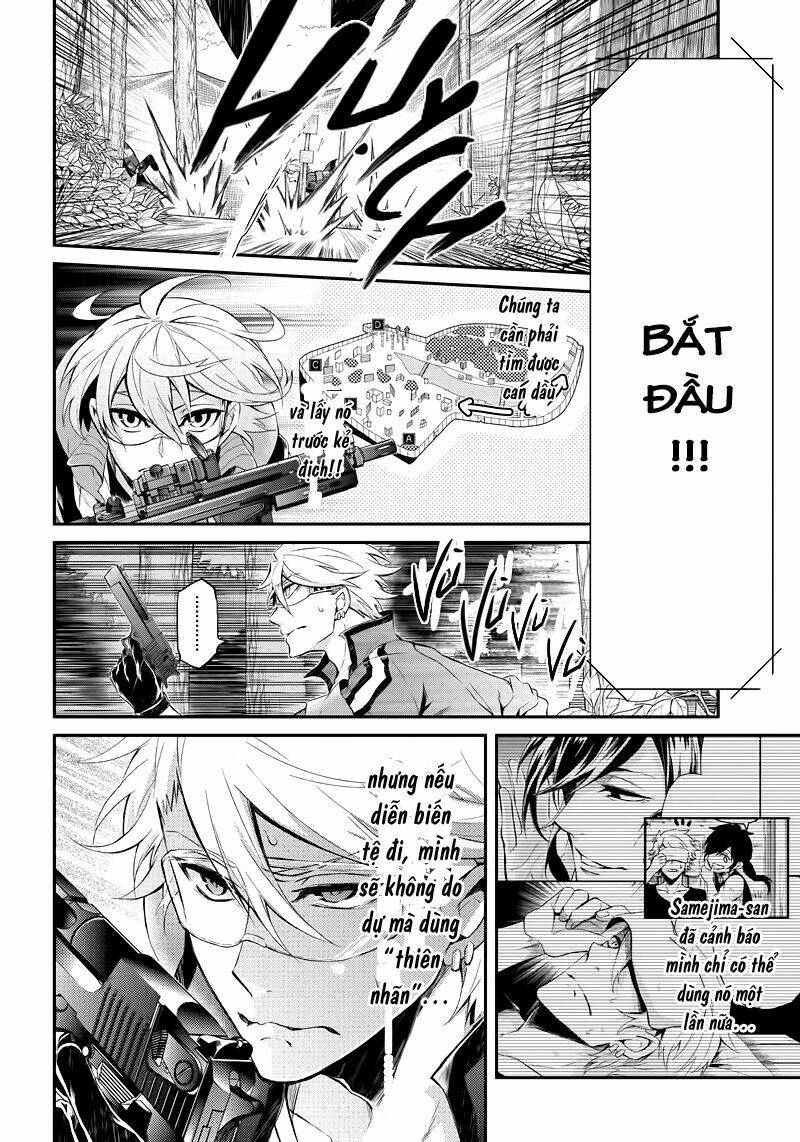 BẮT
ĐẦU
!!!
HUỴCH
Chúng ta
cần phải
tìm được
can dầu
và lấy nó
trước kẻ
địch!!
D
C
A
Vù
Vù
Vù
Vù
.........
Samejima-san
đã cảnh báo
mình chỉ có thể
dùng nó một
lần nữa...
nhưng nếu
diễn biến
tệ đi, mình
sẽ không do
dự mà dùng
"thiên
nhãn"...